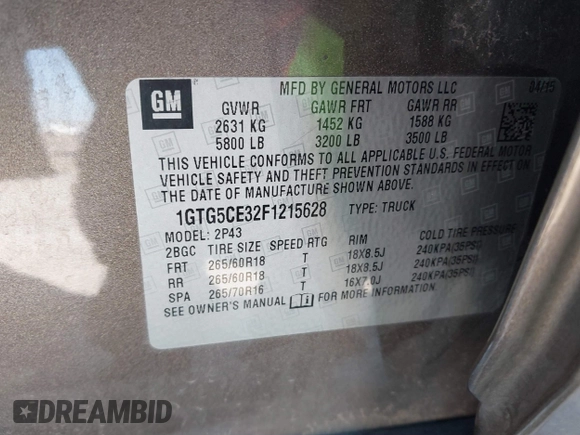 MFD BY GENERAL MOTORS LLC 04/15
GM
GVWR GAWR FRT GAWR RR
2631 KG 1452 KG 1588 KG
5800 LB 3200 LB 3500 LB
THIS VEHICLE CONFORMS TO ALL APPLICABLE U.S. FEDERAL MOTOR
VEHICLE SAFETY AND THEFT PREVENTION STANDARDS IN EFFECT ON
THE DATE OF MANUFACTURE SHOWN ABOVE.
1GTG5CE32F1215628 TYPE: TRUCK
MODEL: 2P43
2BGC TIRE SIZE SPEED RTG RIM COLD TIRE PRESSURE
FRT 265/60R18 T 18X8.5J 240KPA(35PSI)
RR 265/60R18 T 18X8.5J 240KPA(35PSI)
SPA 265/70R16 T 16X7.0J 240KPA(35PSI)
SEE OWNER'S MANUAL FOR MORE INFORMATION
DREAMBID